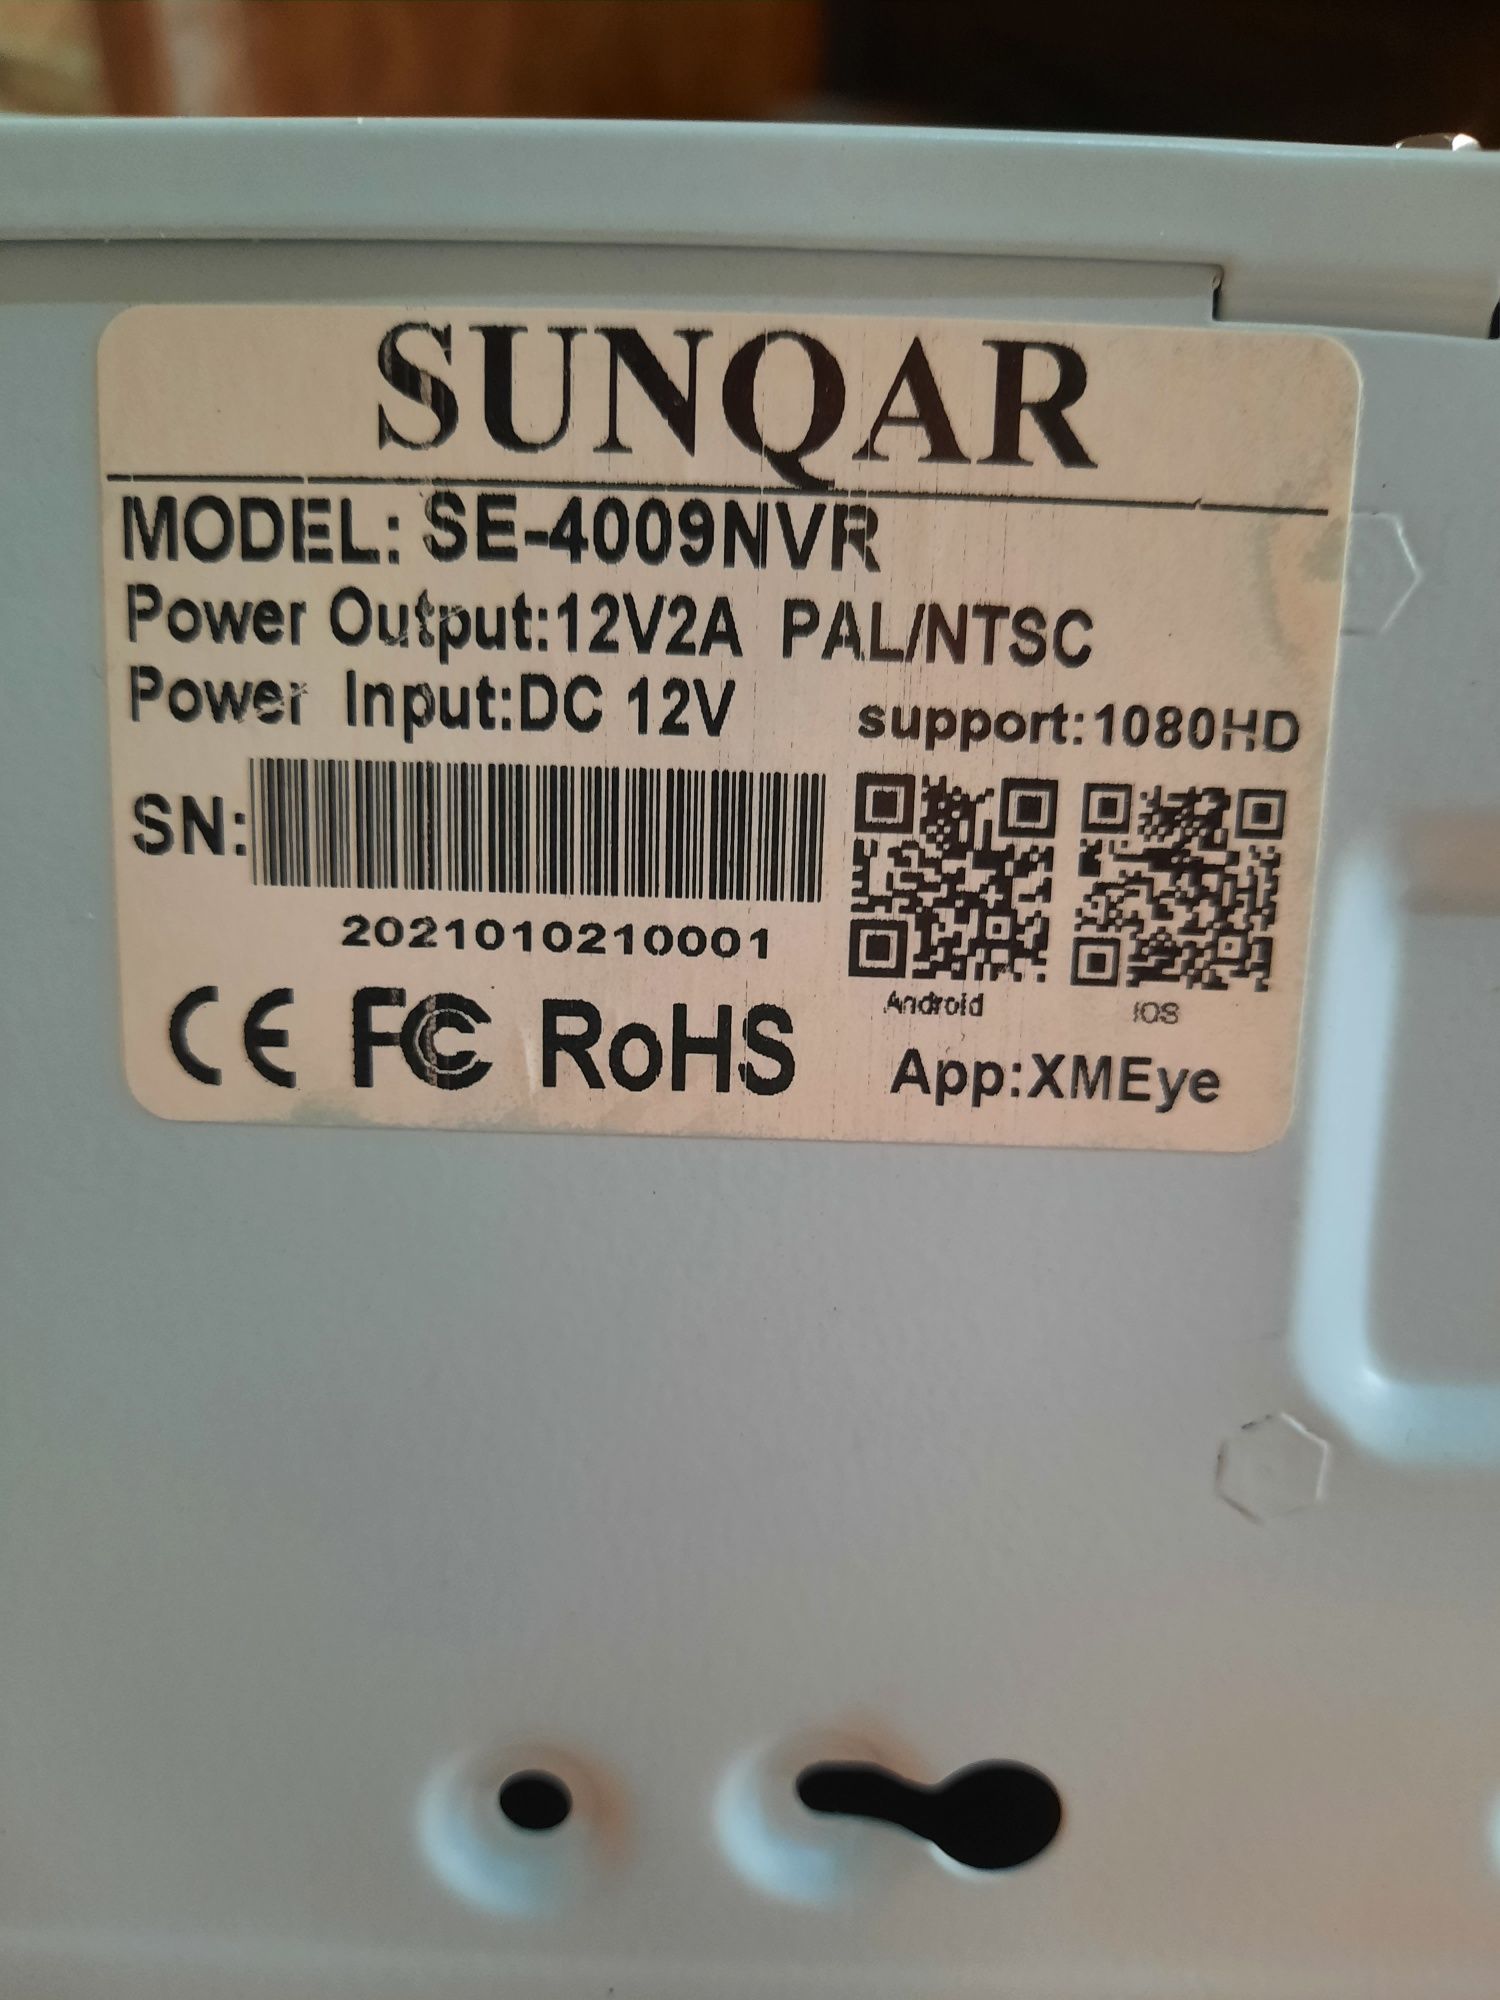 SUNQAR
MODEL: SE-4009NVR
Power Output:12V2A PAL/NTSC
Power Input:DC 12V
support:1080HD
SN:
2021010210001
Android
IOS
CE FC RoHS
App:XMEye